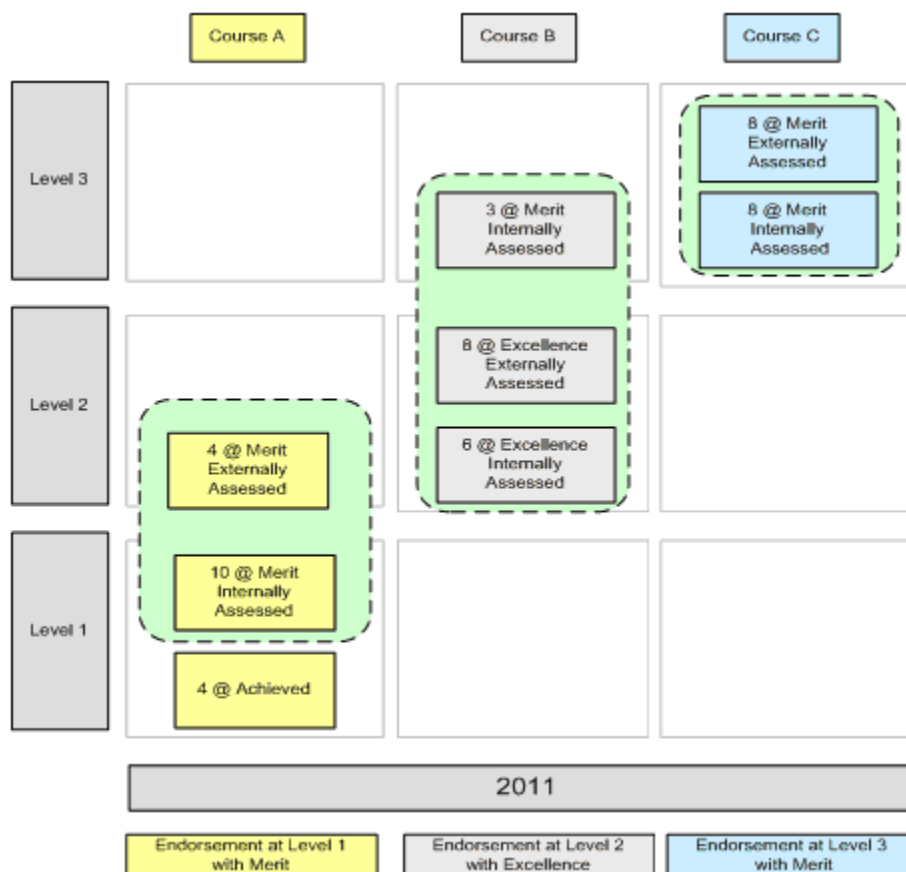 Course A
Course B
Course C
Level 3
8 @ Merit
Externally
Assessed
3 @ Merit
Internally
Assessed
8 @ Merit
Internally
Assessed
Level 2
8 @ Excellence
Externally
Assessed
4 @ Merit
Externally
Assessed
6 @ Excellence
Internally
Assessed
Level 1
10 @ Merit
Internally
Assessed
4 @ Achieved
2011
Endorsement at Level 1
with Merit
Endorsement at Level 2
with Excellence
Endorsement at Level 3
with Merit